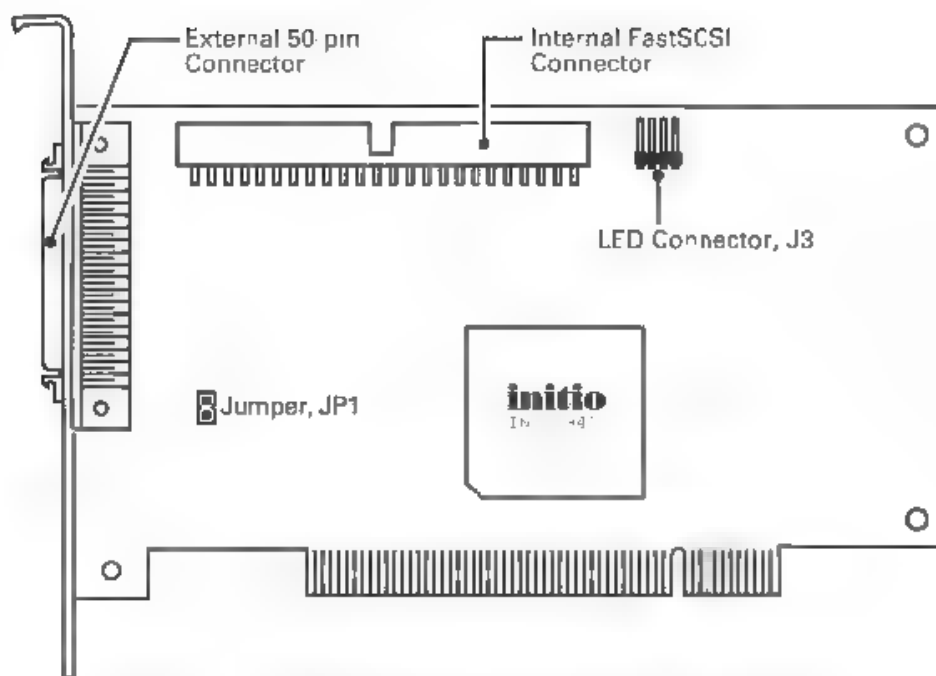 External 50-pin
Connector
Internal FastSCSI
Connector
LED Connector, J3
Jumper, JP1
initio